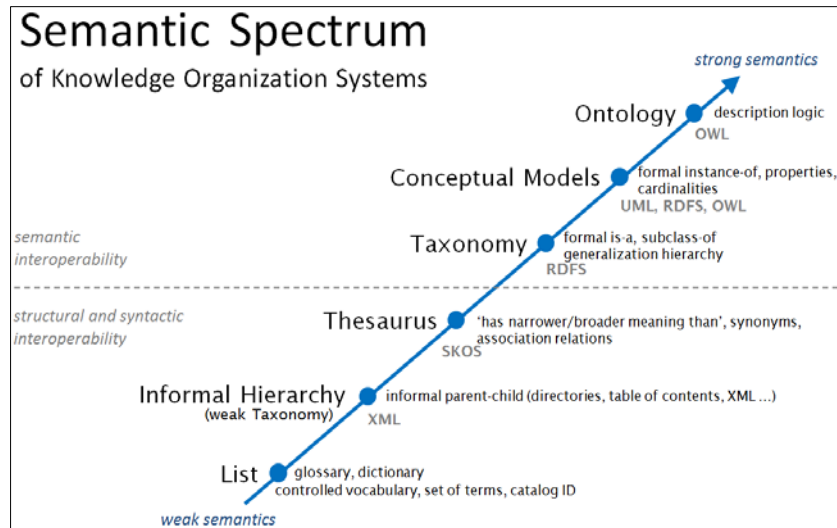 Semantic Spectrum
of Knowledge Organization Systems
strong semantics
Ontology
description logic
OWL
Conceptual Models
formal instance-of, properties,
cardinalities
UML, RDFS, OWL
semantic
interoperability
Taxonomy
formal is-a, subclass-of
generalization hierarchy
RDFS
structural and syntactic
interoperability
Thesaurus
‘has narrower/broader meaning than’, synonyms,
association relations
SKOS
Informal Hierarchy
(weak Taxonomy)
informal parent-child (directories, table of contents, XML ...)
XML
List
glossary, dictionary
controlled vocabulary, set of terms, catalog ID
weak semantics